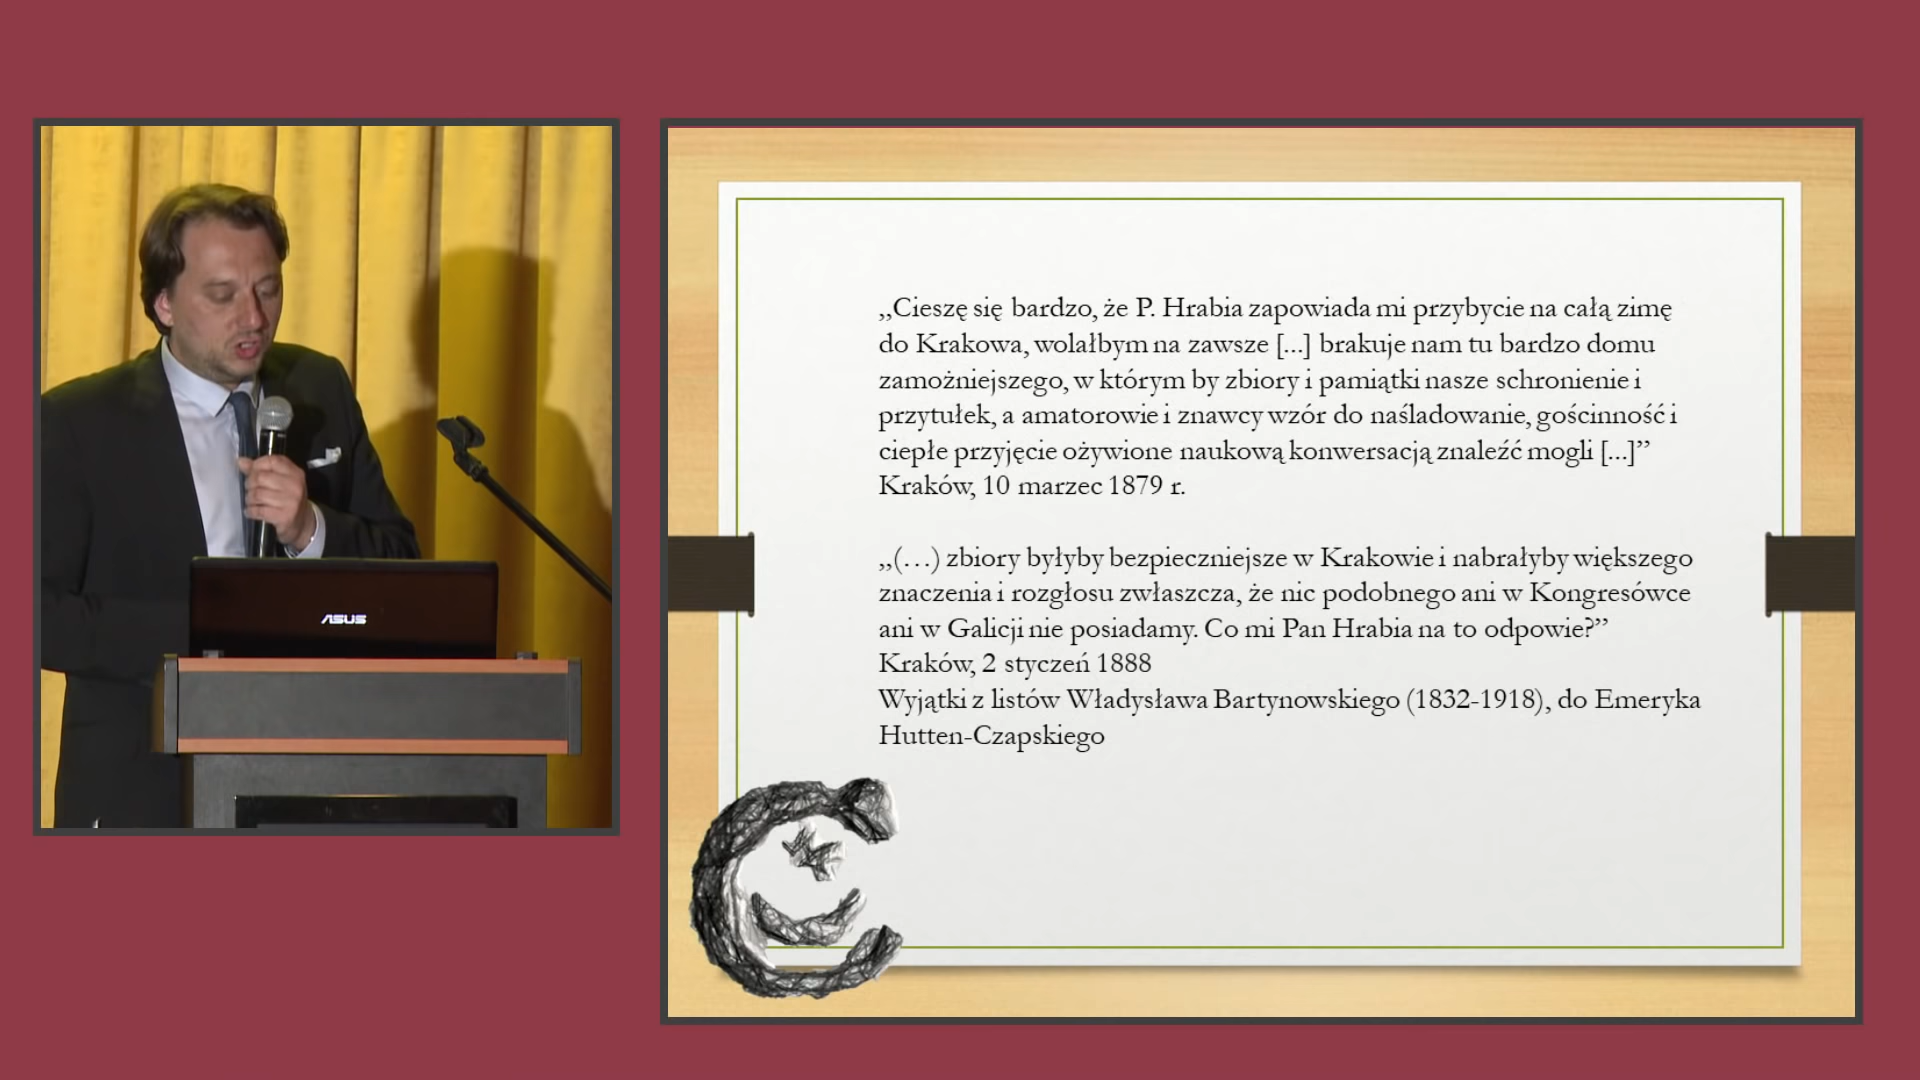 ASUS
„Cieszę się bardzo, że P. Hrabia zapowiada mi przybycie na całą zimę
do Krakowa, wolałbym na zawsze [...] brakuje nam tu bardzo domu
zamożniejszego, w którym by zbiory i pamiątki nasze schronienie i
przytułek, a amatorowie i znawcy wzór do naśladowanie, gościnność i
ciepłe przyjęcie ożywione naukową konwersacją znaleźć mogli [...]”
Kraków, 10 marzec 1879 r.
„(…) zbiory byłyby bezpieczniejsze w Krakowie i nabrałyby większego
znaczenia i rozgłosu zwłaszcza, że nic podobnego ani w Kongresówce
ani w Galicji nie posiadamy. Co mi Pan Hrabia na to odpowie?”
Kraków, 2 styczeń 1888
Wyjątki z listów Władysława Bartynowskiego (1832-1918), do Emeryka
Hutten-Czapskiego